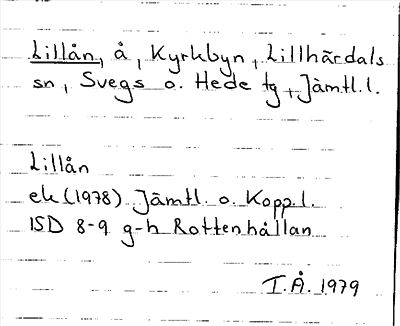 Lillån, å, Kyrkbyn, Lillhärdals
sn, Svegs o. Hede tg, Jämtl.l.
Lillån
ek (1978) Jämtl. o. Kopp.l.
ISD 8-9 g-h Rottenhållan
I.Å. 1979